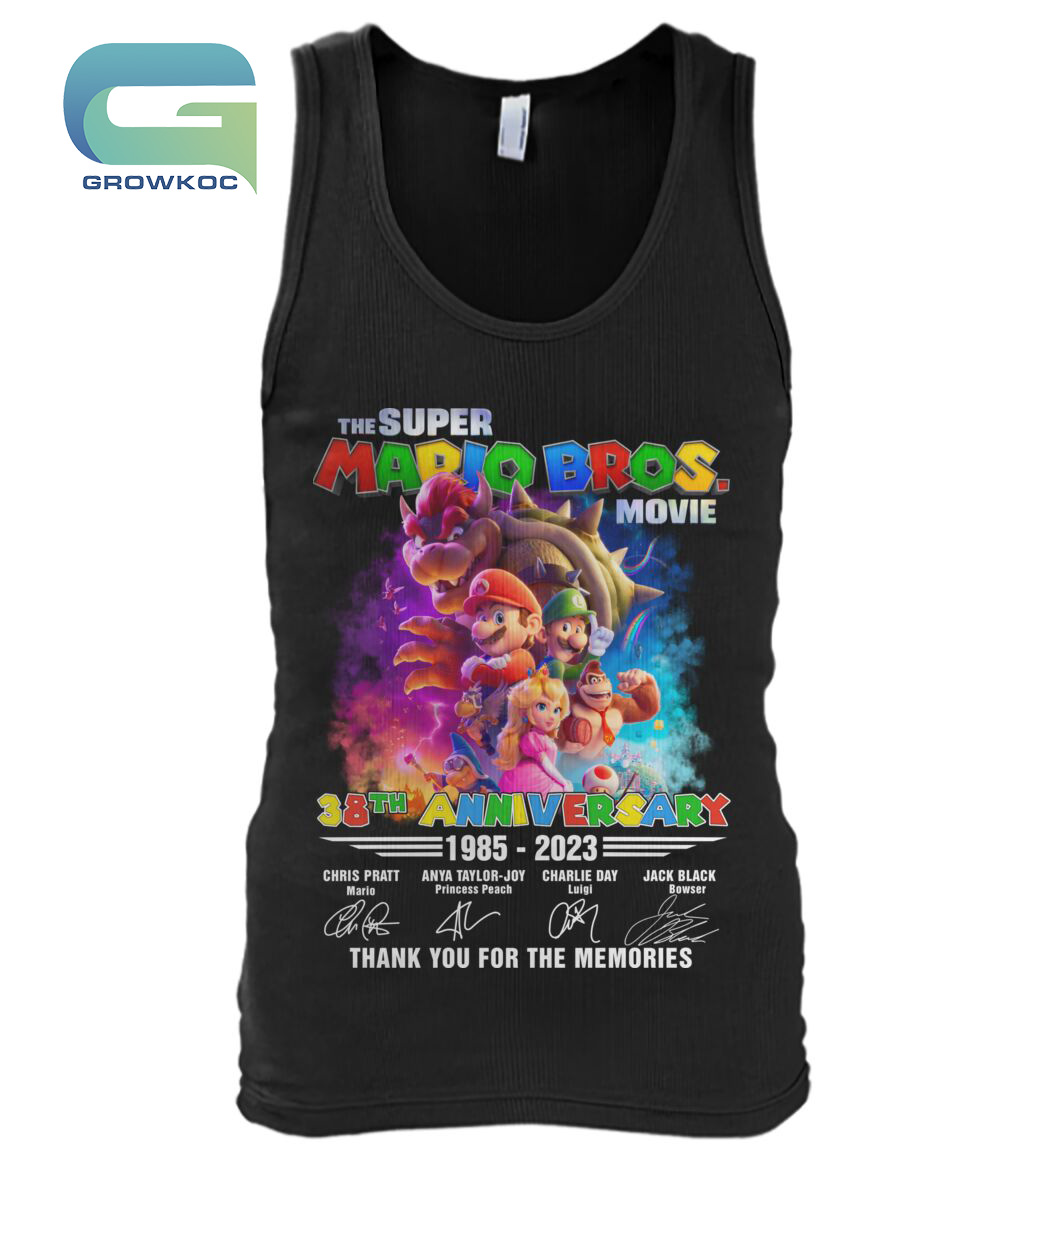 GROWKOC
THE SUPER
MARIO BROS.
MOVIE
38TH ANNIVERSARY
1985 - 2023
CHRIS PRATT ANYA TAYLOR-JOY CHARLIE DAY JACK BLACK
Mario Princess Peach Luigi Bowser
THANK YOU FOR THE MEMORIES